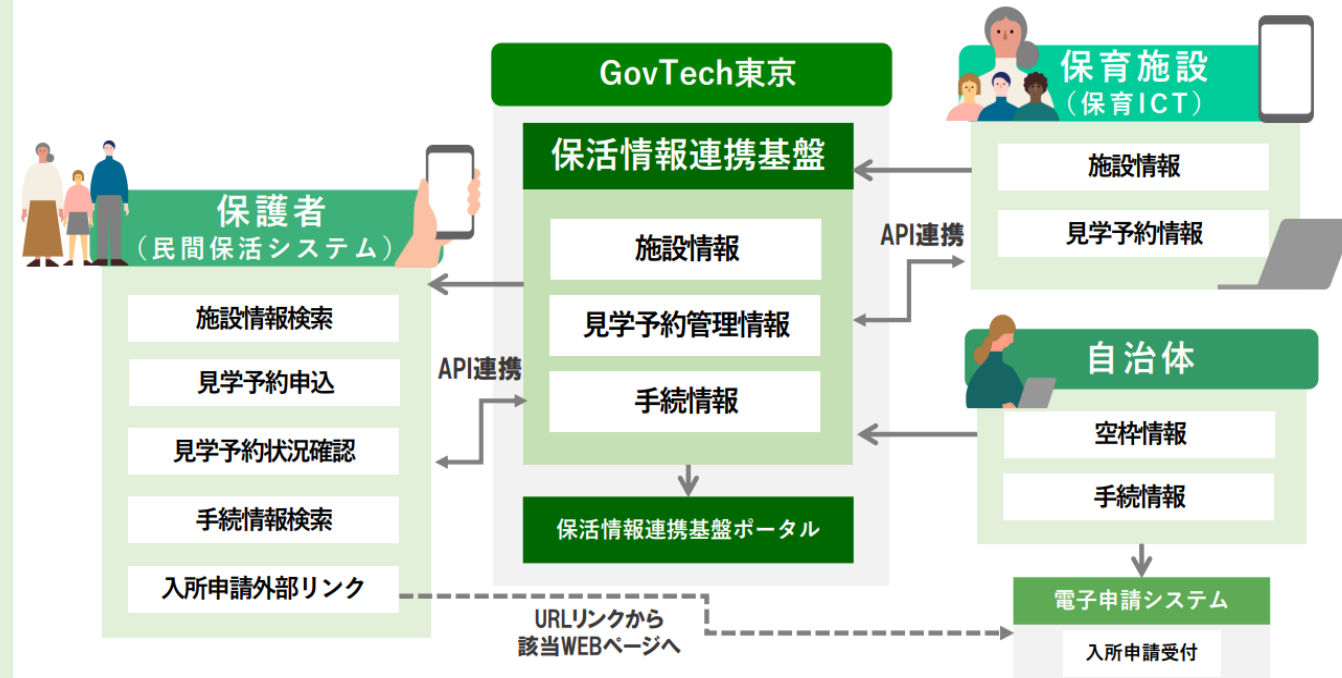 GovTech東京
保活情報連携基盤
施設情報
見学予約管理情報
手続情報
保活情報連携基盤ポータル
保護者
（民間保活システム）
施設情報検索
見学予約申込
見学予約状況確認
手続情報検索
入所申請外部リンク
API連携
URLリンクから
該当WEBページへ
保育施設
（保育ICT）
施設情報
見学予約情報
API連携
自治体
空枠情報
手続情報
電子申請システム
入所申請受付